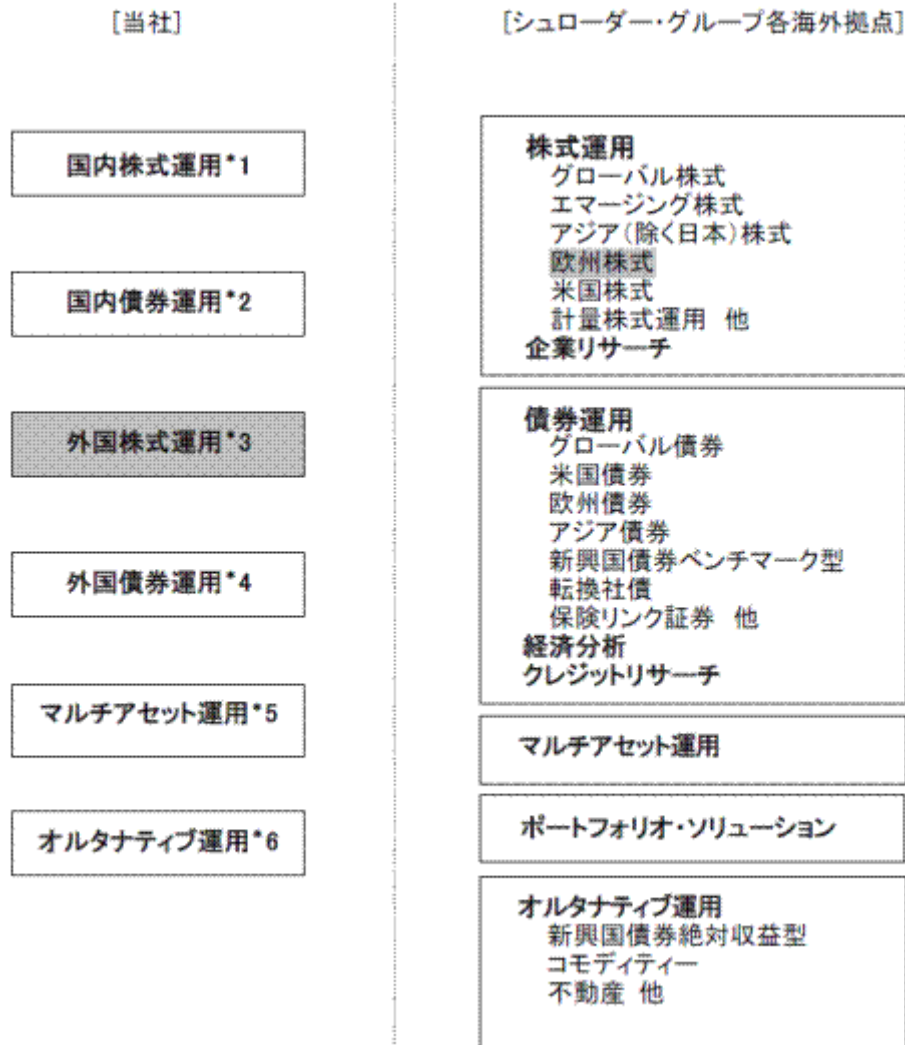 [当社]
国内株式運用*1
国内債券運用*2
外国株式運用*3
外国債券運用*4
マルチアセット運用*5
オルタナティブ運用*6
[シュローダー・グループ各海外拠点]
株式運用
グローバル株式
エマージング株式
アジア(除く日本)株式
欧州株式
米国株式
計量株式運用 他
企業リサーチ
債券運用
グローバル債券
米国債券
欧州債券
アジア債券
新興国債券ベンチマーク型
転換社債
保険リンク証券 他
経済分析
クレジットリサーチ
マルチアセット運用
ポートフォリオ・ソリューション
オルタナティブ運用
新興国債券絶対収益型
コモディティー
不動産 他